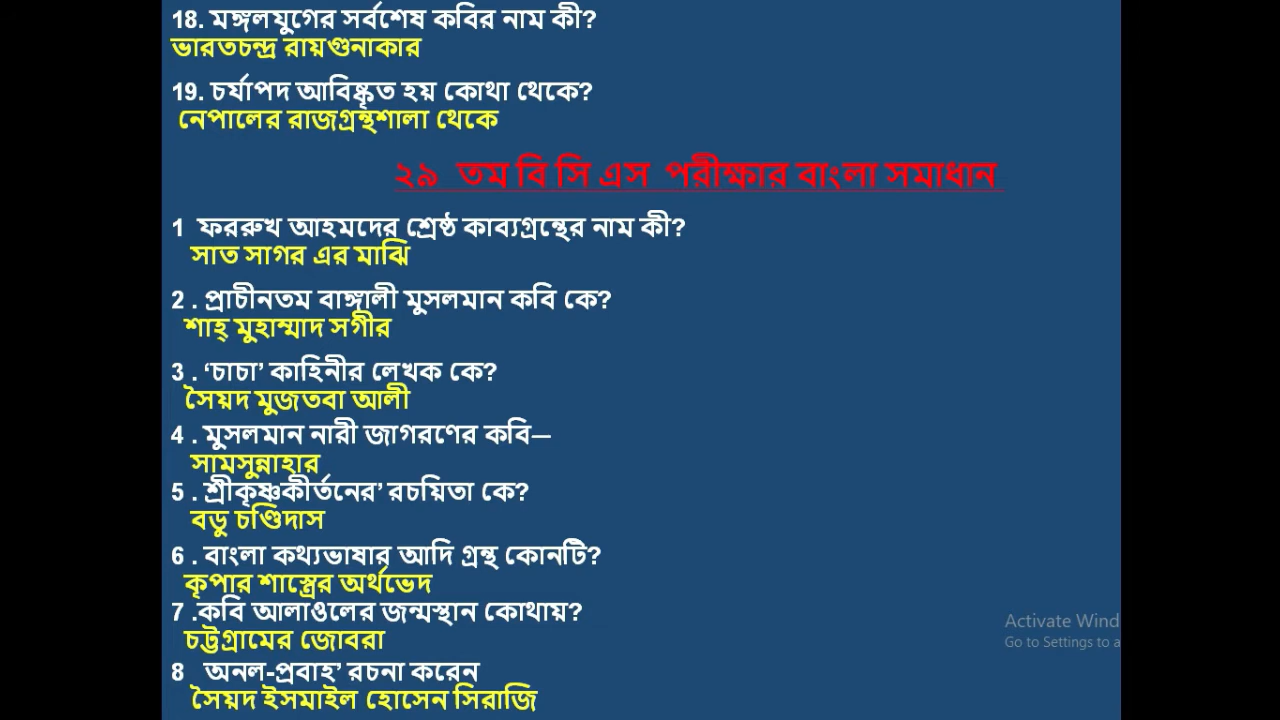 18. মঙ্গলযুগের সর্বশেষ কবির নাম কী?
ভারতচন্দ্র রায়গুনাকার
19. চর্যাপদ আবিষ্কৃত হয় কোথা থেকে?
নেপালের রাজগ্রন্থশালা থেকে
২৯ তম বি সি এস পরীক্ষার বাংলা সমাধান
1 ফররুখ আহমদের শ্রেষ্ঠ কাব্যগ্রন্থের নাম কী?
সাত সাগর এর মাঝি
2 . প্রাচীনতম বাঙ্গালী মুসলমান কবি কে?
শাহ্ মুহাম্মাদ সগীর
3 . ‘চাচা’ কাহিনীর লেখক কে?
সৈয়দ মুজতবা আলী
4 . মুসলমান নারী জাগরণের কবি—
সামসুন্নাহার
5 . শ্রীকৃষ্ণকীর্তনের’ রচয়িতা কে?
বড়ু চণ্ডিদাস
6 . বাংলা কথ্যভাষার আদি গ্রন্থ কোনটি?
কৃপার শাস্ত্রের অর্থভেদ
7 .কবি আলাওলের জন্মস্থান কোথায়?
চট্টগ্রামের জোবরা
8 অনল-প্রবাহ’ রচনা করেন
সৈয়দ ইসমাইল হোসেন সিরাজি
Activate Wind
Go to Settings to a